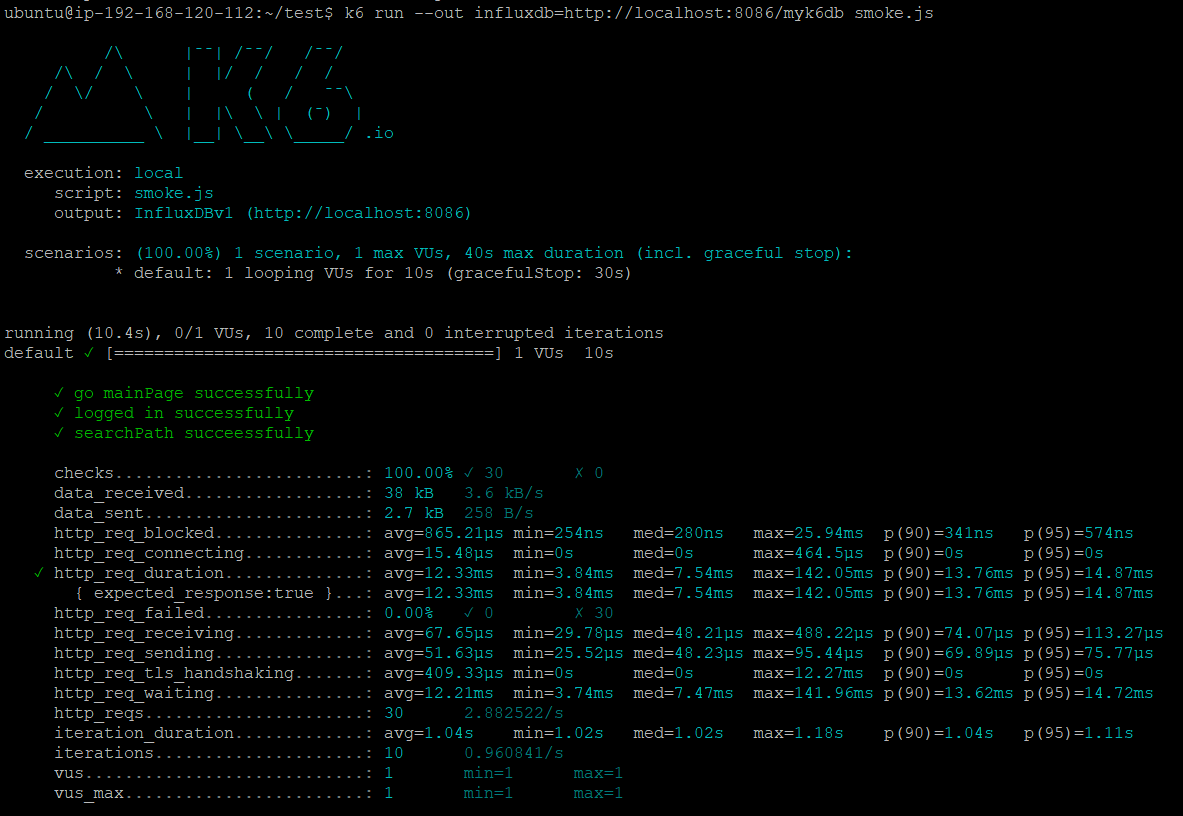 ubuntu@ip-192-168-120-112:~/test$ k6 run --out influxdb=http://localhost:8086/myk6db smoke.js
          /\      |‾‾| /‾‾/   /‾‾/
     /\  /  \     |  |/  /   /  /
    /  \/    \    |     (   /   ‾‾\
   /          \   |  |\  \ |  (‾)  |
  / __________ \  |__| \__\ \_____/ .io
  execution: local
     script: smoke.js
     output: InfluxDBv1 (http://localhost:8086)
  scenarios: (100.00%) 1 scenario, 1 max VUs, 40s max duration (incl. graceful stop):
           * default: 1 looping VUs for 10s (gracefulStop: 30s)
running (10.4s), 0/1 VUs, 10 complete and 0 interrupted iterations
default ✓ [======================================] 1 VUs  10s
     ✓ go mainPage successfully
     ✓ logged in successfully
     ✓ searchPath succeessfully
     checks.........................: 100.00% ✓ 30       ✗ 0
     data_received..................: 38 kB   3.6 kB/s
     data_sent......................: 2.7 kB  258 B/s
     http_req_blocked...............: avg=865.21µs min=254ns   med=280ns   max=25.94ms  p(90)=341ns   p(95)=574ns
     http_req_connecting............: avg=15.48µs  min=0s      med=0s      max=464.5µs  p(90)=0s      p(95)=0s
   ✓ http_req_duration..............: avg=12.33ms  min=3.84ms  med=7.54ms  max=142.05ms p(90)=13.76ms p(95)=14.87ms
       { expected_response:true }...: avg=12.33ms  min=3.84ms  med=7.54ms  max=142.05ms p(90)=13.76ms p(95)=14.87ms
     http_req_failed................: 0.00%   ✓ 0        ✗ 30
     http_req_receiving.............: avg=67.65µs  min=29.78µs med=48.21µs max=488.22µs p(90)=74.07µs p(95)=113.27µs
     http_req_sending...............: avg=51.63µs  min=25.52µs med=48.23µs max=95.44µs  p(90)=69.89µs p(95)=75.77µs
     http_req_tls_handshaking.......: avg=409.33µs min=0s      med=0s      max=12.27ms  p(90)=0s      p(95)=0s
     http_req_waiting...............: avg=12.21ms  min=3.74ms  med=7.47ms  max=141.96ms p(90)=13.62ms p(95)=14.72ms
     http_reqs......................: 30      2.882522/s
     iteration_duration.............: avg=1.04s    min=1.02s   med=1.02s   max=1.18s    p(90)=1.04s   p(95)=1.11s
     iterations.....................: 10      0.960841/s
     vus............................: 1       min=1      max=1
     vus_max........................: 1       min=1      max=1